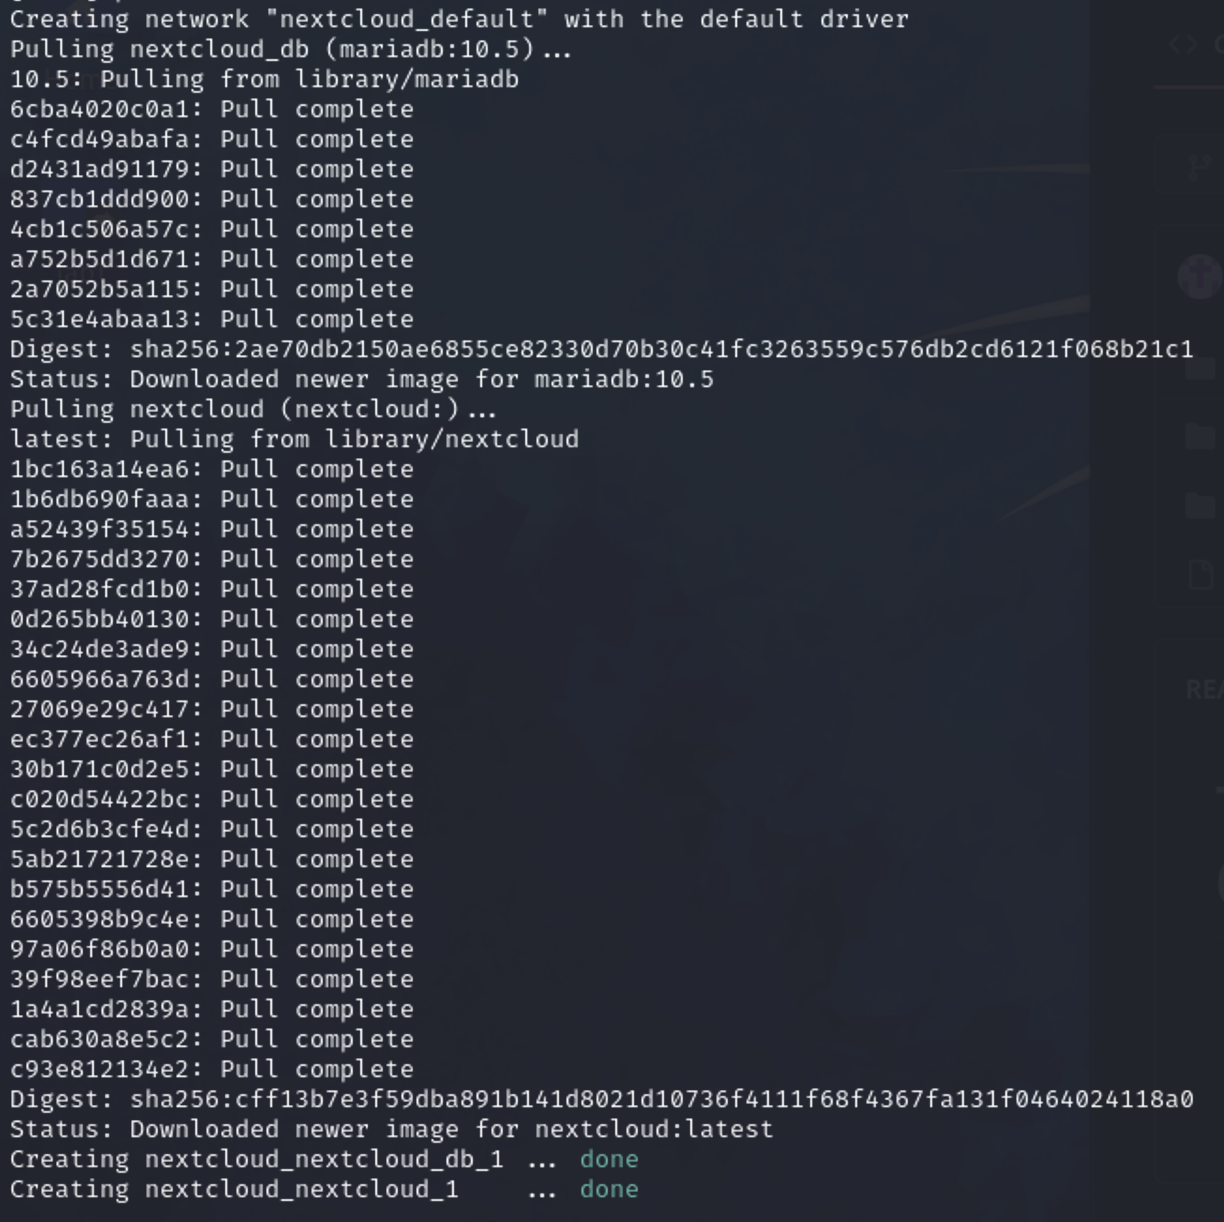 Creating network "nextcloud_default" with the default driver
Pulling nextcloud_db (mariadb:10.5)...
10.5: Pulling from library/mariadb
6cba4020c0a1: Pull complete
c4fcd49abafa: Pull complete
d2431ad91179: Pull complete
837cb1ddd900: Pull complete
4cb1c506a57c: Pull complete
a752b5d1d671: Pull complete
2a7052b5a115: Pull complete
5c31e4abaa13: Pull complete
Digest: sha256:2ae70db2150ae6855ce82330d70b30c41fc3263559c576db2cd6121f068b21c1
Status: Downloaded newer image for mariadb:10.5
Pulling nextcloud (nextcloud:)...
latest: Pulling from library/nextcloud
1bc163a14ea6: Pull complete
1b6db690faaa: Pull complete
a52439f35154: Pull complete
7b2675dd3270: Pull complete
37ad28fcd1b0: Pull complete
0d265bb40130: Pull complete
34c24de3ade9: Pull complete
6605966a763d: Pull complete
27069e29c417: Pull complete
ec377ec26af1: Pull complete
30b171c0d2e5: Pull complete
c020d54422bc: Pull complete
5c2d6b3cfe4d: Pull complete
5ab21721728e: Pull complete
b575b5556d41: Pull complete
6605398b9c4e: Pull complete
97a06f86b0a0: Pull complete
39f98eef7bac: Pull complete
1a4a1cd2839a: Pull complete
cab630a8e5c2: Pull complete
c93e812134e2: Pull complete
Digest: sha256:cff13b7e3f59dba891b141d8021d10736f4111f68f4367fa131f0464024118a0
Status: Downloaded newer image for nextcloud:latest
Creating nextcloud_nextcloud_db_1 ... done
Creating nextcloud_nextcloud_1    ... done